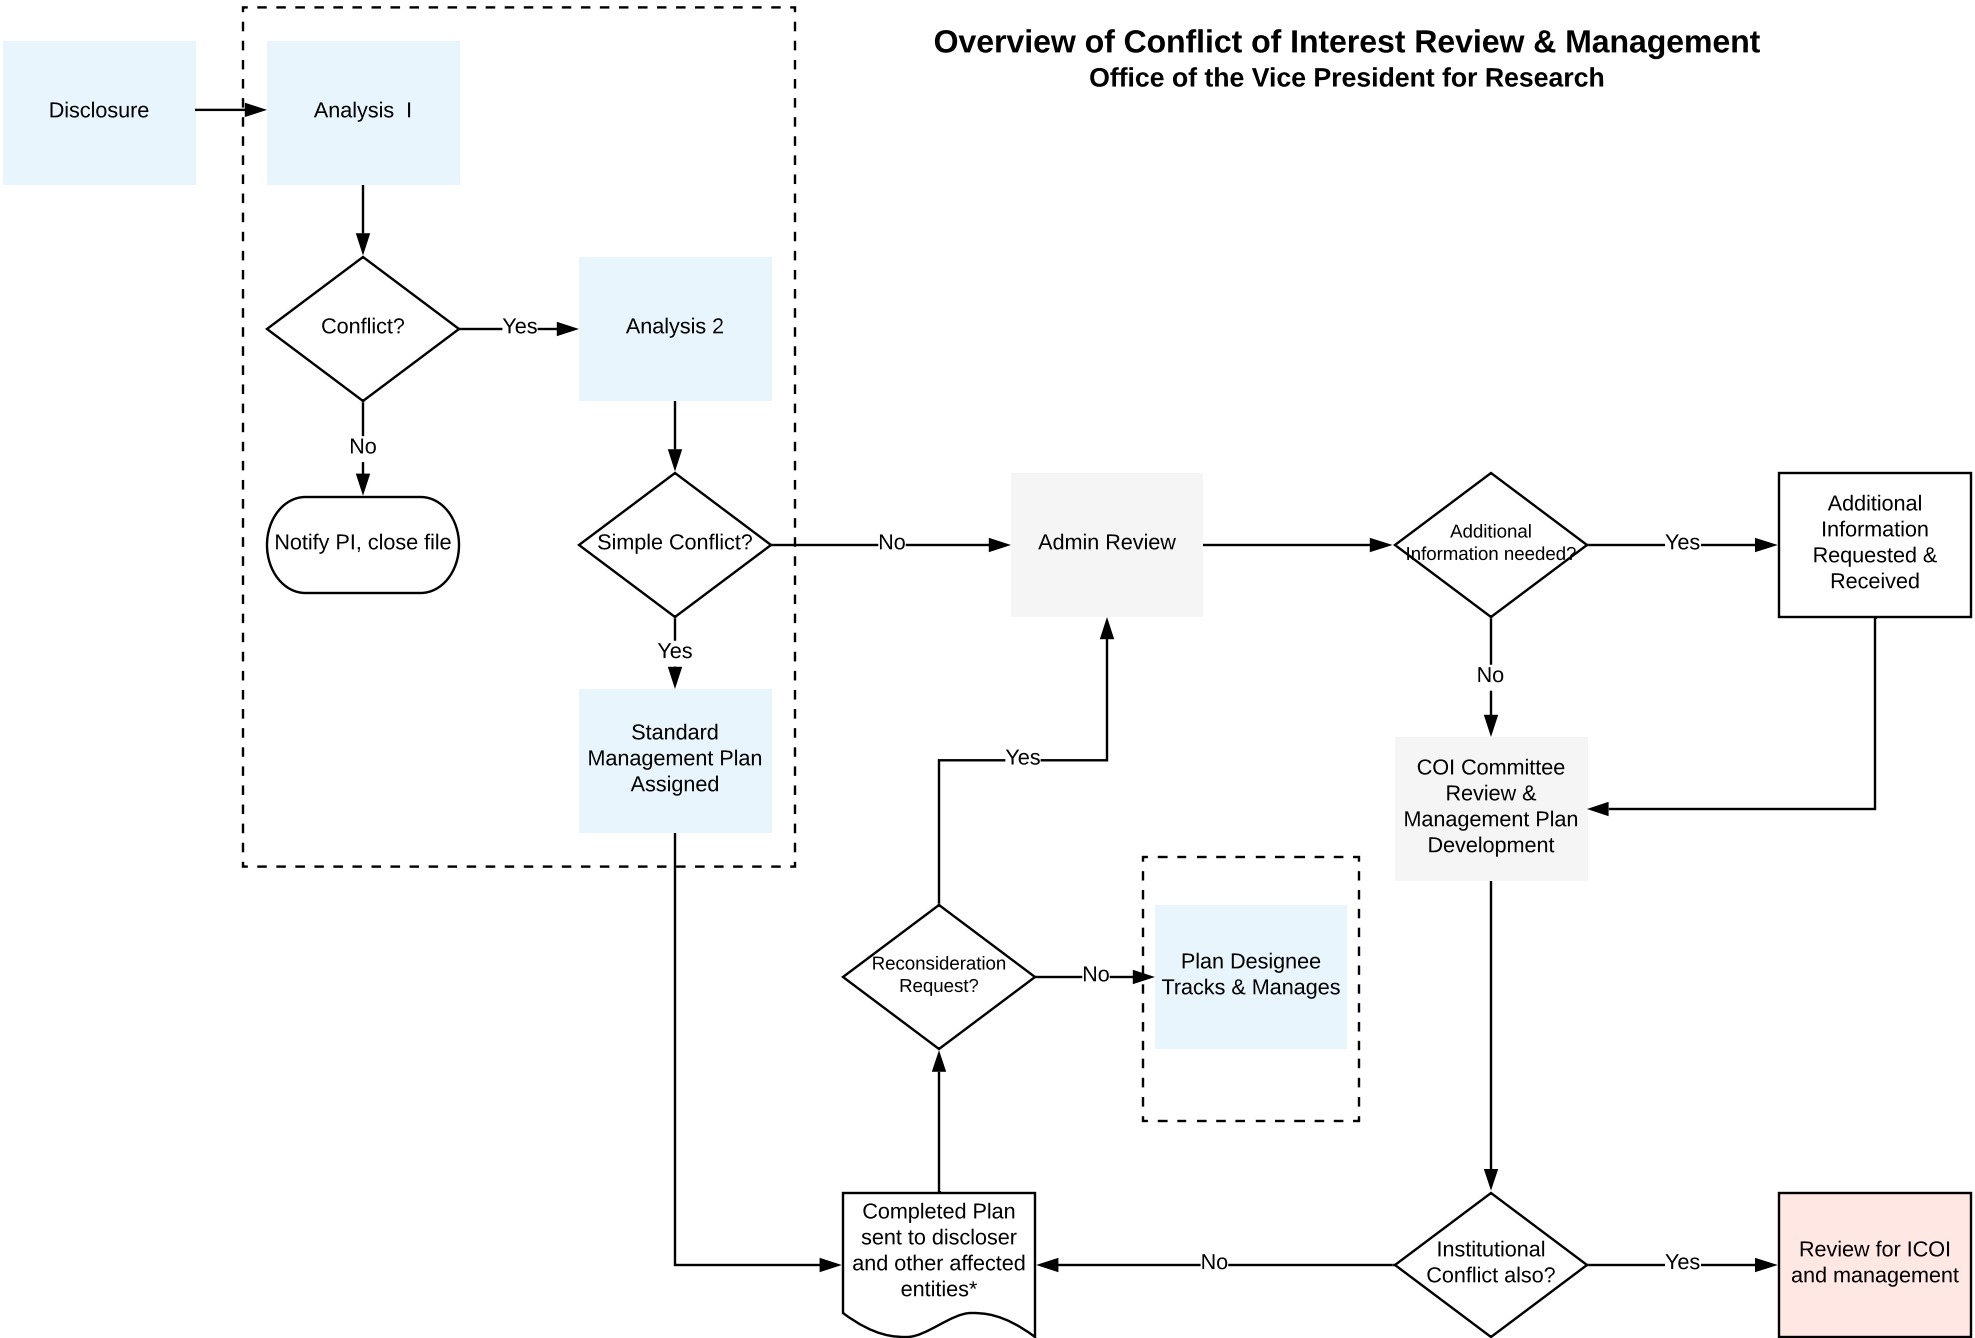 Overview of Conflict of Interest Review & Management
Office of the Vice President for Research
Disclosure
Analysis I
Conflict?
Yes
Analysis 2
No
Notify PI, close file
Simple Conflict?
No
Admin Review
Additional
Information needed?
Yes
Additional
Information
Requested &
Received
Yes
No
Standard
Management Plan
Assigned
Yes
COI Committee
Review &
Management Plan
Development
Reconsideration
Request?
No
Plan Designee
Tracks & Manages
Completed Plan
sent to discloser
and other affected
entities*
No
Institutional
Conflict also?
Yes
Review for ICOI
and management